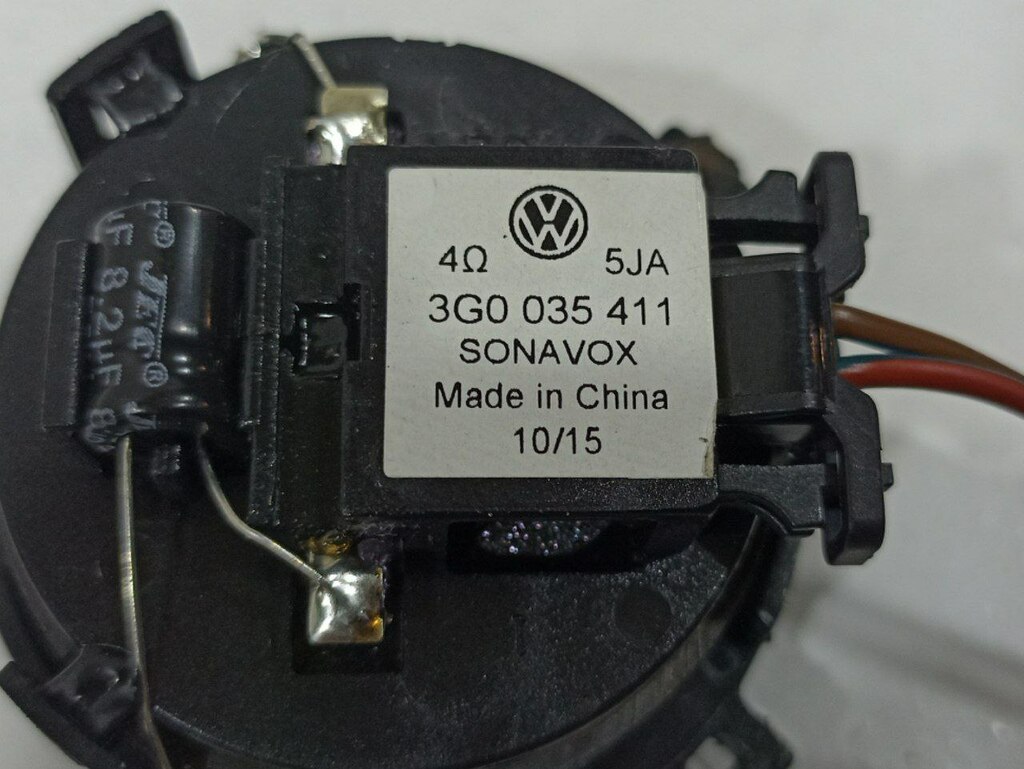 4Ω 5JA
3G0 035 411
SONAVOX
Made in China
10/15
8.2µF